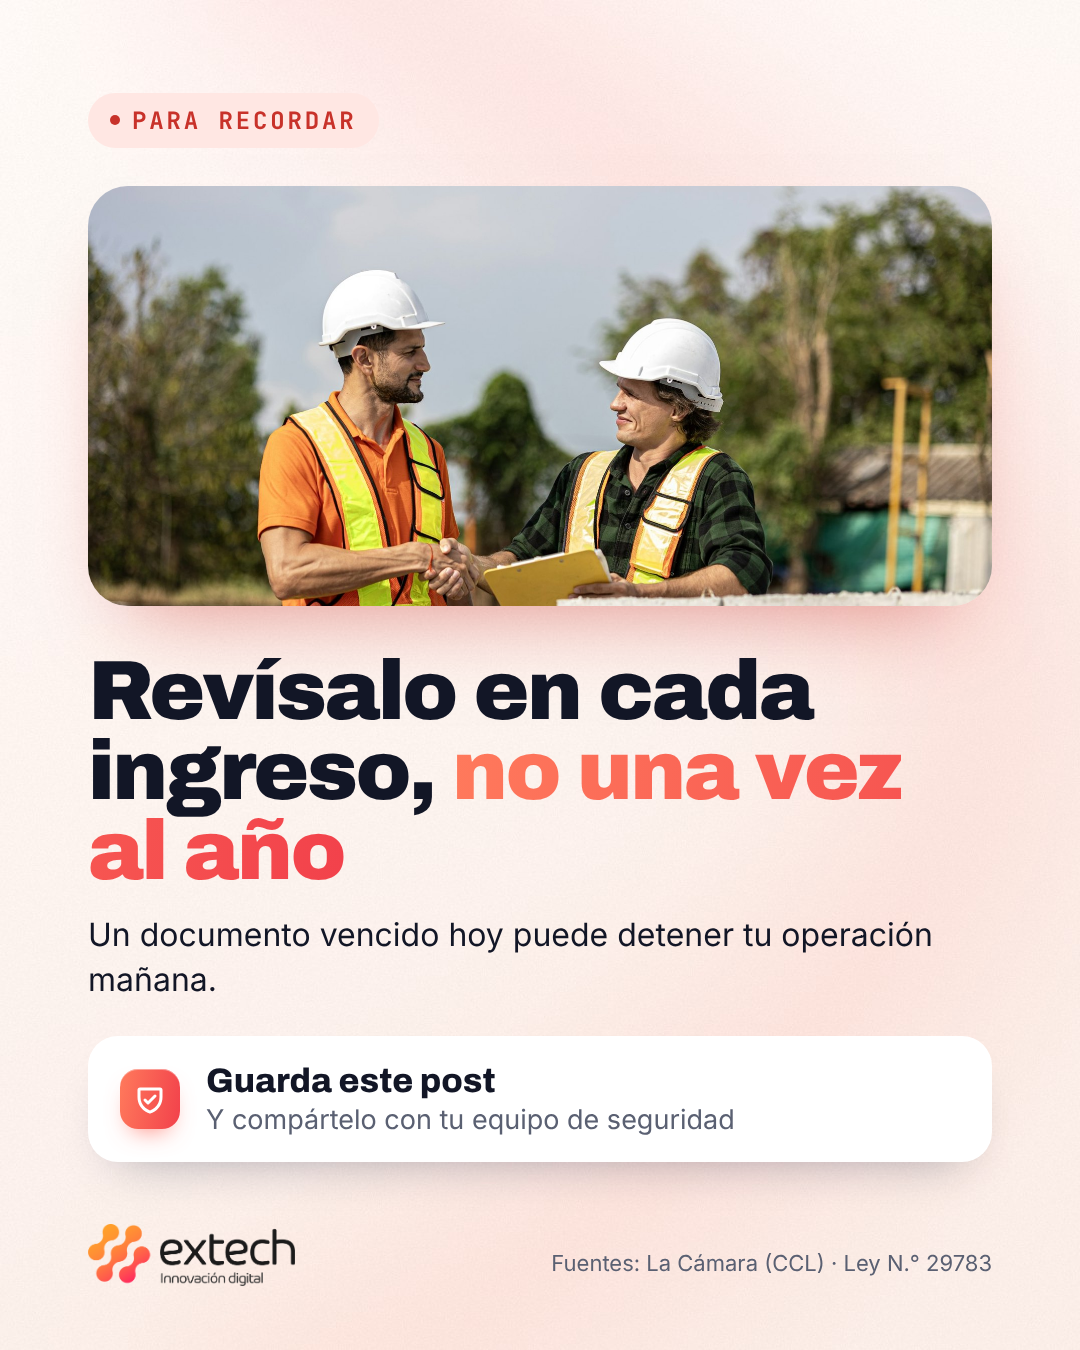 PARA RECORDAR
Revísalo en cada
ingreso, no una vez
al año
Un documento vencido hoy puede detener tu operación
mañana.
Guarda este post
Y compártelo con tu equipo de seguridad
extech
Innovación digital
Fuentes: La Cámara (CCL) · Ley N.° 29783